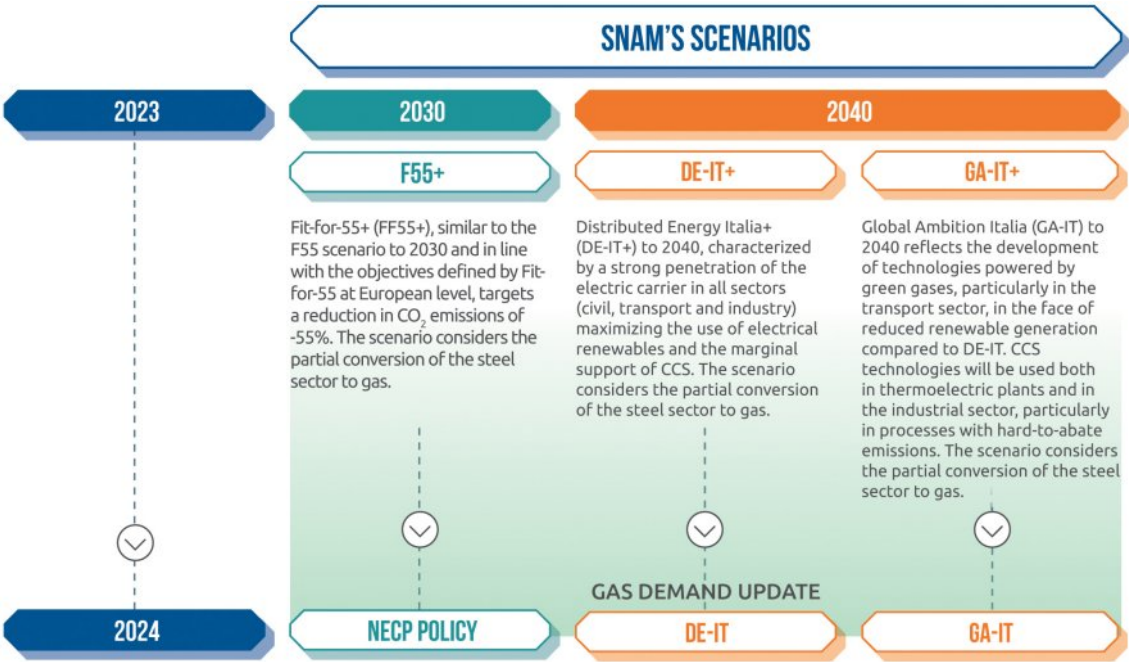 SNAM'S SCENARIOS
2023
2030
2040
F55+
DE-IT+
GA-IT+
Fit-for-55+ (FF55+), similar to the
F55 scenario to 2030 and in line
with the objectives defined by Fit-
for-55 at European level, targets
a reduction in CO2 emissions of
-55%. The scenario considers the
partial conversion of the steel
sector to gas.
Distributed Energy Italia+
(DE-IT+) to 2040, characterized
by a strong penetration of the
electric carrier in all sectors
(civil, transport and industry)
maximizing the use of electrical
renewables and the marginal
support of CCS. The scenario
considers the partial conversion
of the steel sector to gas.
Global Ambition Italia (GA-IT) to
2040 reflects the development
of technologies powered by
green gases, particularly in the
transport sector, in the face of
reduced renewable generation
compared to DE-IT. CCS
technologies will be used both
in thermoelectric plants and in
the industrial sector, particularly
in processes with hard-to-abate
emissions. The scenario considers
the partial conversion of the steel
sector to gas.
GAS DEMAND UPDATE
2024
NECP POLICY
DE-IT
GA-IT